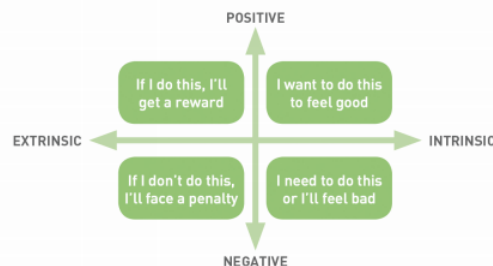 POSITIVE
If I do this, I'll
get a reward
I want to do this
to feel good
EXTRINSIC
INTRINSIC
If I don't do this,
I'll face a penalty
I need to do this
or I'll feel bad
NEGATIVE